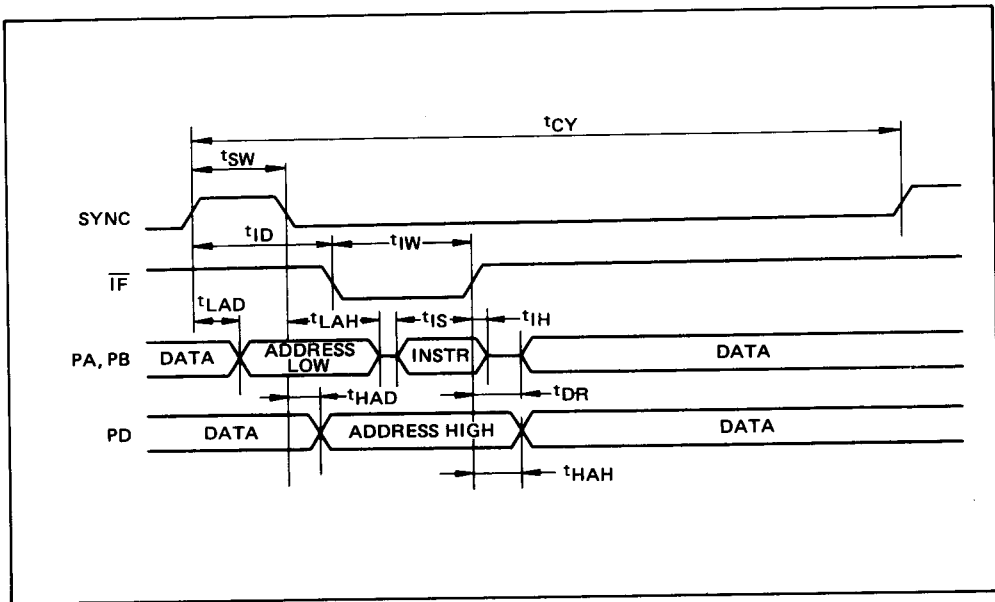 tCY
tSW
SYNC
tID
tIW
IF
tLAD
tLAH
tIS
tIH
PA, PB
DATA
ADDRESS LOW
INSTR
DATA
tHAD
tDR
PD
DATA
ADDRESS HIGH
DATA
tHAH